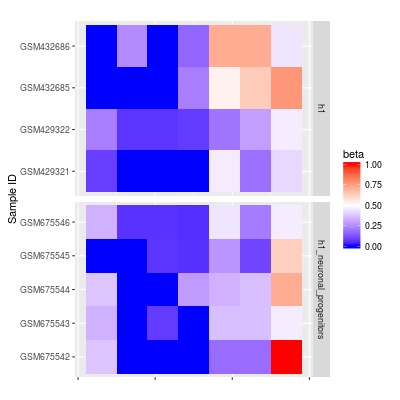 Sample ID
GSM432686
GSM432685
GSM429322
GSM429321
h1
GSM675546
GSM675545
GSM675544
GSM675543
GSM675542
h1_neuronal_progenitors
beta
1.00
0.75
0.50
0.25
0.00